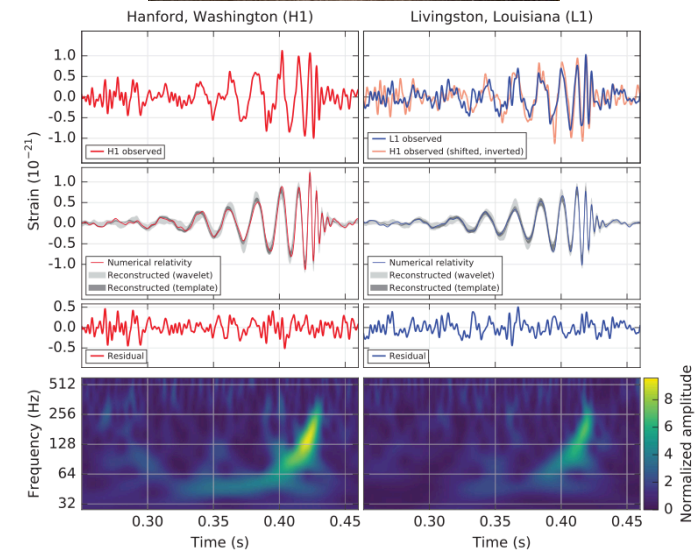 Hanford, Washington (H1)
Livingston, Louisiana (L1)
Strain (10⁻²¹)
1.0
0.5
0.0
-0.5
-1.0
H1 observed
L1 observed
H1 observed (shifted, inverted)
1.0
0.5
0.0
-0.5
-1.0
Numerical relativity
Reconstructed (wavelet)
Reconstructed (template)
Numerical relativity
Reconstructed (wavelet)
Reconstructed (template)
0.5
0.0
-0.5
Residual
Residual
Frequency (Hz)
512
256
128
64
32
0.30
0.35
0.40
0.45
Time (s)
0.30
0.35
0.40
0.45
Time (s)
8
6
4
2
0
Normalized amplitude